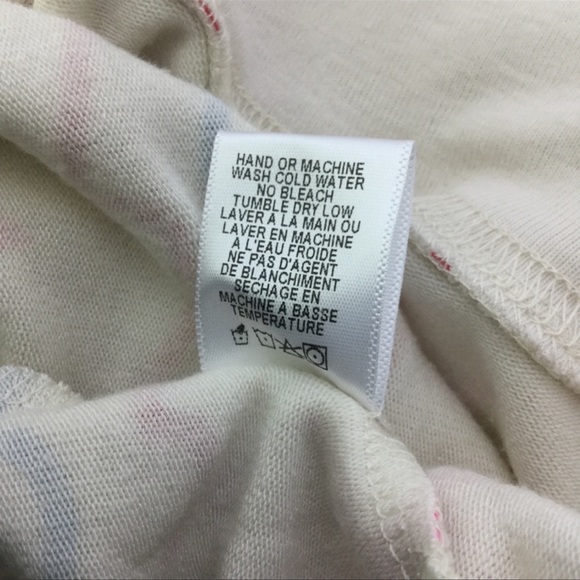 HAND OR MACHINE
WASH COLD WATER
NO BLEACH
TUMBLE DRY LOW
LAVER A LA MAIN OU
LAVER EN MACHINE
A L'EAU FROIDE
NE PAS D'AGENT
DE BLANCHIMENT
SECHAGE EN
MACHINE A BASSE
TEMPERATURE